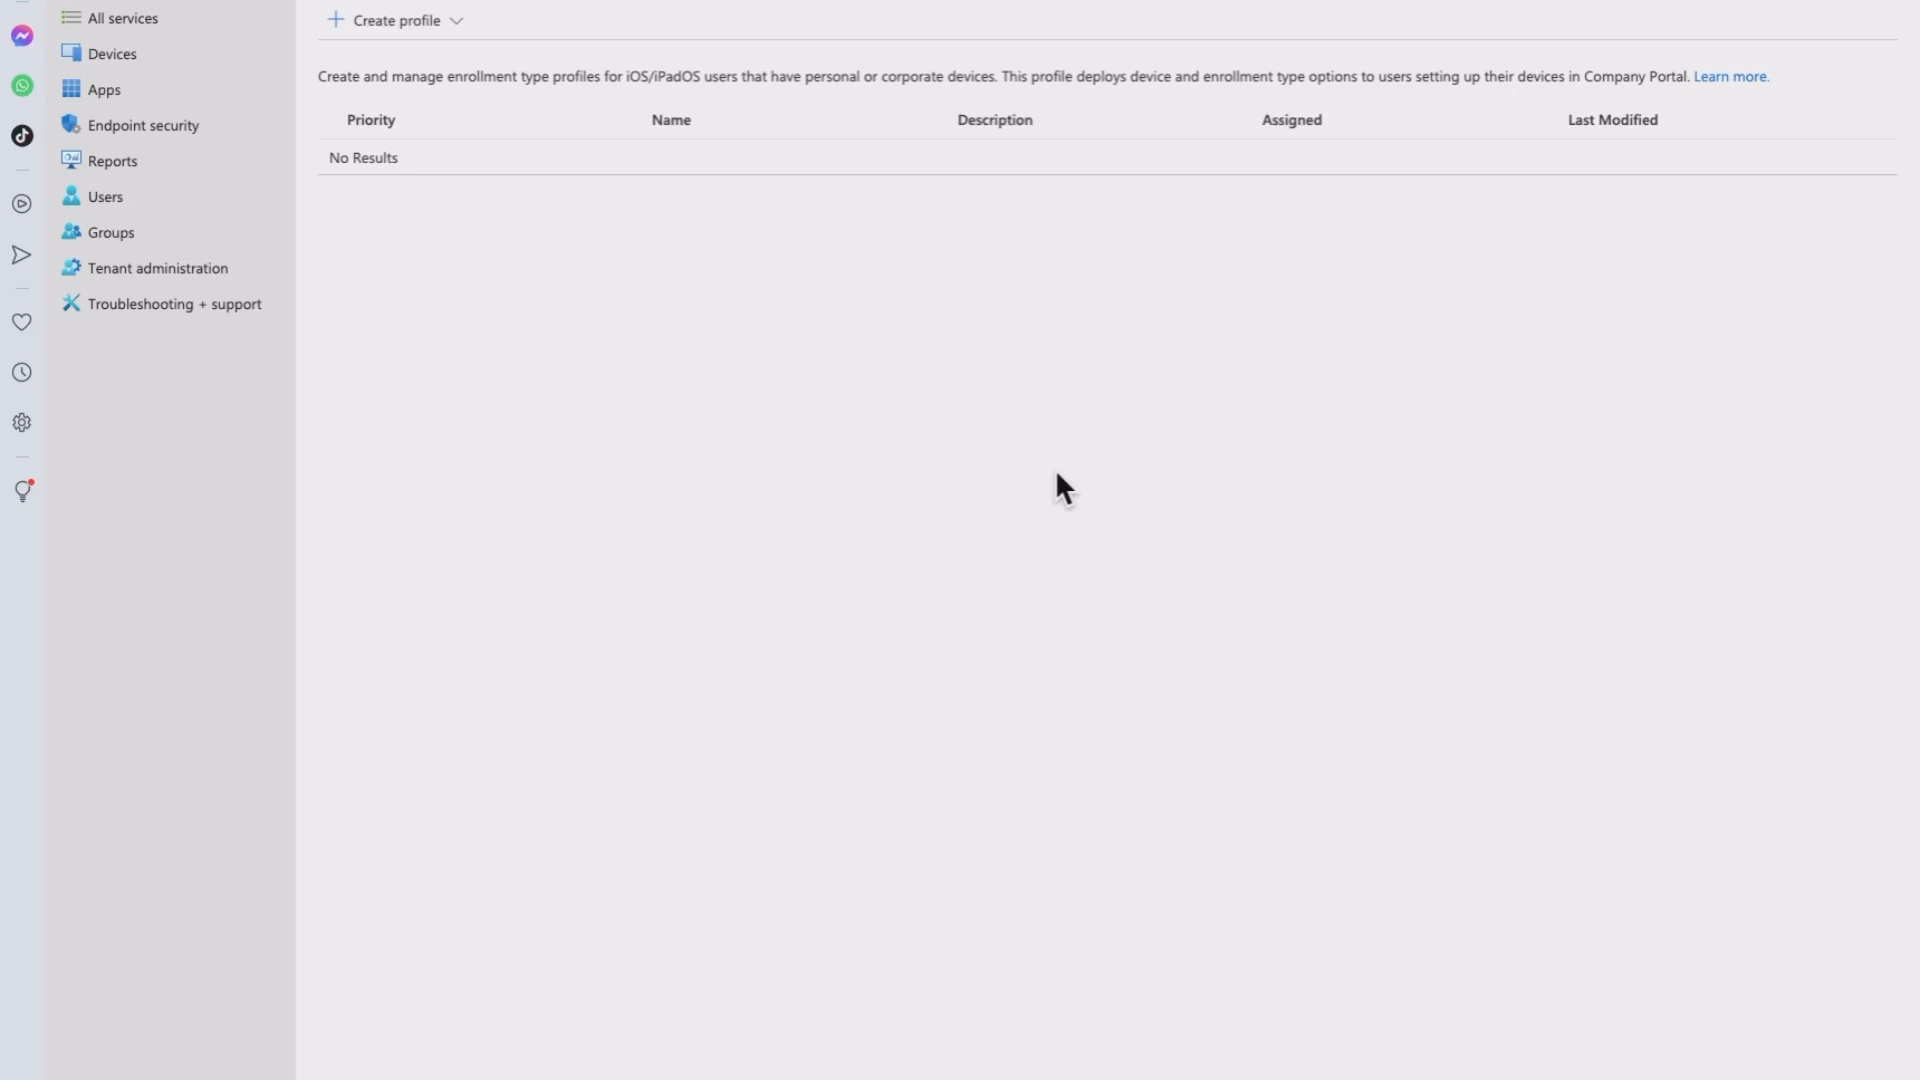 All services
Devices
Apps
Endpoint security
Reports
Users
Groups
Tenant administration
Troubleshooting + support
Create profile
Create and manage enrollment type profiles for iOS/iPadOS users that have personal or corporate devices. This profile deploys device and enrollment type options to users setting up their devices in Company Portal. Learn more.
Priority Name Description Assigned Last Modified
No Results